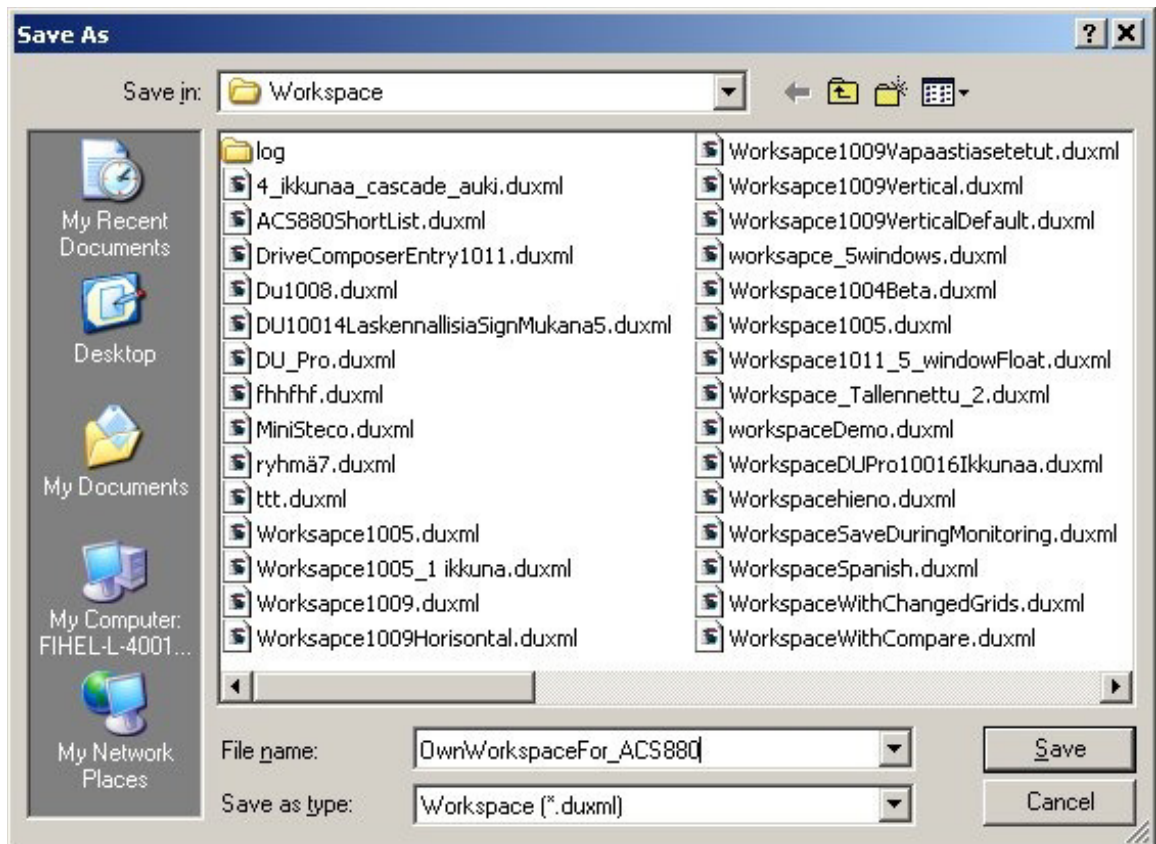 Save As
Save in:
Workspace
My Recent
Documents
Desktop
My Documents
My Computer:
FIHEL-L-4001...
My Network
Places
log
4_ikkunaa_cascade_auki.duxml
ACS880ShortList.duxml
DriveComposerEntry1011.duxml
Du1008.duxml
DU10014LaskennallisiaSignMukana5.duxml
DU_Pro.duxml
fhhfhf.duxml
MiniSteco.duxml
ryhmä7.duxml
ttt.duxml
Worksapce1005.duxml
Worksapce1005_1 ikkuna.duxml
Worksapce1009.duxml
Worksapce1009Horisontal.duxml
Worksapce1009Vapaastiasetetut.duxml
Worksapce1009Vertical.duxml
Worksapce1009VerticalDefault.duxml
worksapce_5windows.duxml
Workspace1004Beta.duxml
Workspace1005.duxml
Workspace1011_5_windowFloat.duxml
Workspace_Tallennettu_2.duxml
workspaceDemo.duxml
WorkspaceDUPro10016Ikkunaa.duxml
Workspacehieno.duxml
WorkspaceSaveDuringMonitoring.duxml
WorkspaceSpanish.duxml
WorkspaceWithChangedGrids.duxml
WorkspaceWithCompare.duxml
File name:
OwnWorkspaceFor_ACS880
Save
Save as type:
Workspace (*.duxml)
Cancel